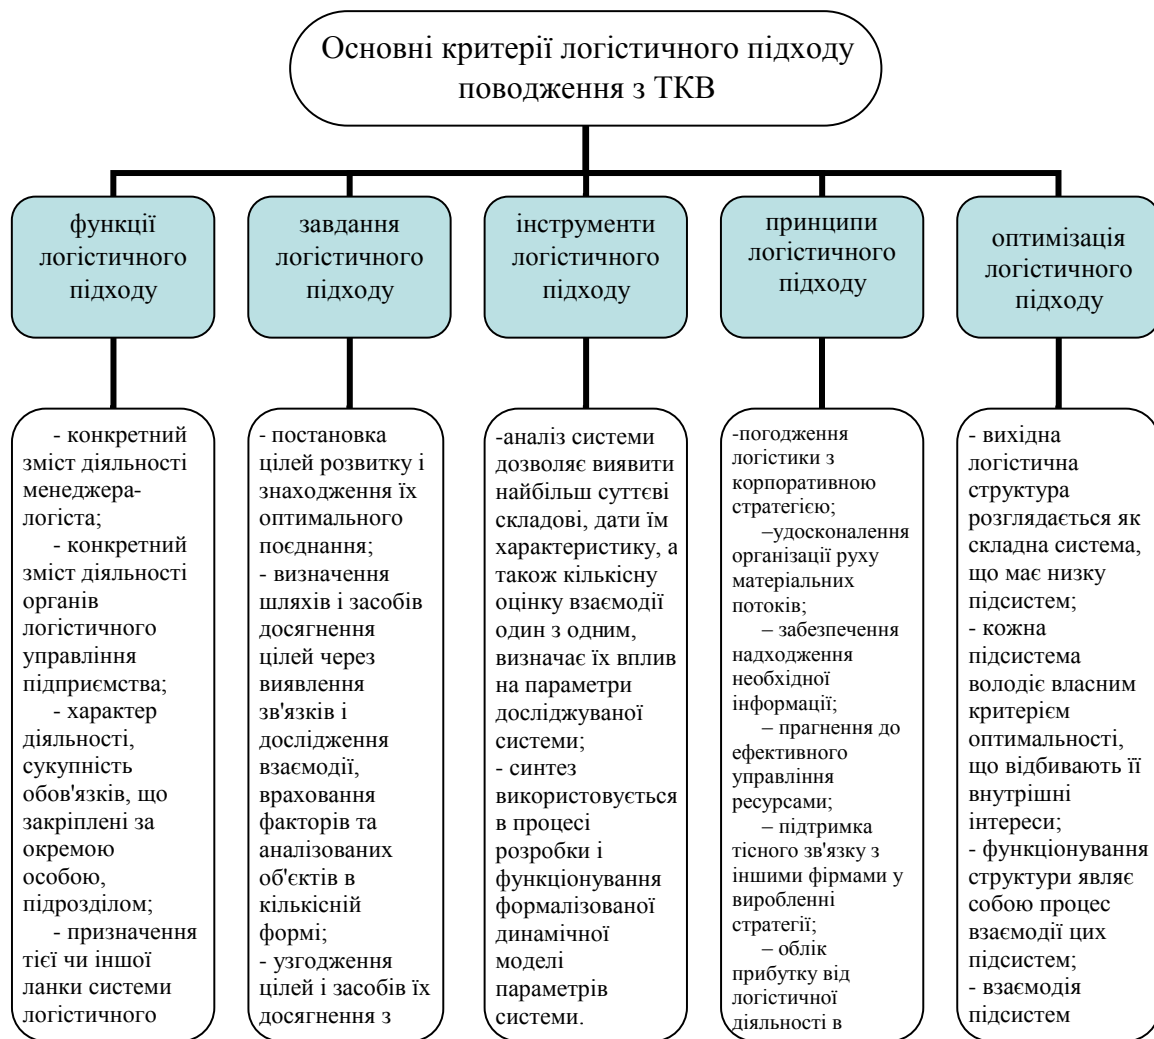 Основні критерії логістичного підходу
поводження з ТКВ
функції
логістичного
підходу
завдання
логістичного
підходу
інструменти
логістичного
підходу
принципи
логістичного
підходу
оптимізація
логістичного
підходу
- конкретний
зміст діяльності
менеджера-
логіста;
- конкретний
зміст діяльності
органів
логістичного
управління
підприємства;
- характер
діяльності,
сукупність
обов'язків, що
закріплені за
окремою
особою,
підрозділом;
- призначення
тієї чи іншої
ланки системи
логістичного
- постановка
цілей розвитку і
знаходження їх
оптимального
поєднання;
- визначення
шляхів і засобів
досягнення
цілей через
виявлення
зв'язків і
дослідження
взаємодії,
враховання
факторів та
аналізованих
об'єктів в
кількісній
формі;
- узгодження
цілей і засобів їх
досягнення з
-аналіз системи
дозволяє виявити
найбільш суттєві
складові, дати їм
характеристику, а
також кількісну
оцінку взаємодії
один з одним,
визначає їх вплив
на параметри
досліджуваної
системи;
- синтез
використовується
в процесі
розробки і
функціонування
формалізованої
динамічної
моделі
параметрів
системи.
-погодження
логістики з
корпоративною
стратегією;
–удосконалення
організації руху
матеріальних
потоків;
– забезпечення
надходження
необхідної
інформації;
– прагнення до
ефективного
управління
ресурсами;
– підтримка
тісного зв'язку з
іншими фірмами у
виробленні
стратегії;
– облік
прибутку від
логістичної
діяльності в
- вихідна
логістична
структура
розглядається як
складна система,
що має низку
підсистем;
- кожна
підсистема
володіє власним
критерієм
оптимальності,
що відбивають її
внутрішні
інтереси;
- функціонування
структури являє
собою процес
взаємодії цих
підсистем;
- взаємодія
підсистем